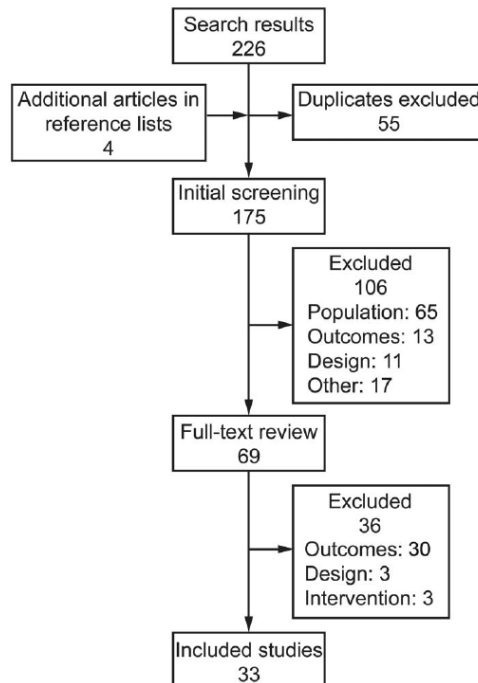 Search results
226
Additional articles in
reference lists
4
Duplicates excluded
55
Initial screening
175
Excluded
106
Population: 65
Outcomes: 13
Design: 11
Other: 17
Full-text review
69
Excluded
36
Outcomes: 30
Design: 3
Intervention: 3
Included studies
33